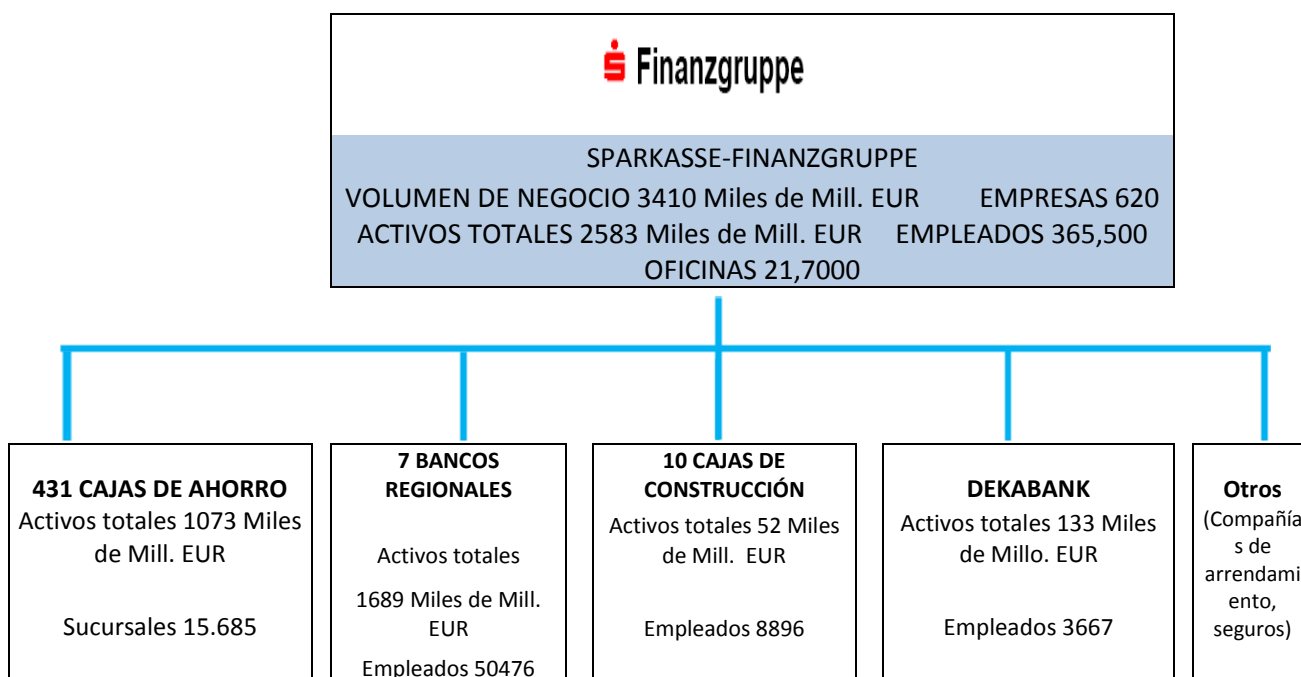 Finanzgruppe
SPARKASSE-FINANZGRUPPE
VOLUMEN DE NEGOCIO 3410 Miles de Mill. EUR EMPRESAS 620
ACTIVOS TOTALES 2583 Miles de Mill. EUR EMPLEADOS 365,500
OFICINAS 21,7000
431 CAJAS DE AHORRO
Activos totales 1073 Miles
de Mill. EUR
Sucursales 15.685
7 BANCOS
REGIONALES
Activos totales
1689 Miles de Mill.
EUR
Empleados 50476
10 CAJAS DE
CONSTRUCCIÓN
Activos totales 52 Miles
de Mill. EUR
Empleados 8896
DEKABANK
Activos totales 133 Miles
de Millo. EUR
Empleados 3667
Otros
(Compañía
s de
arrendami
ento,
seguros)